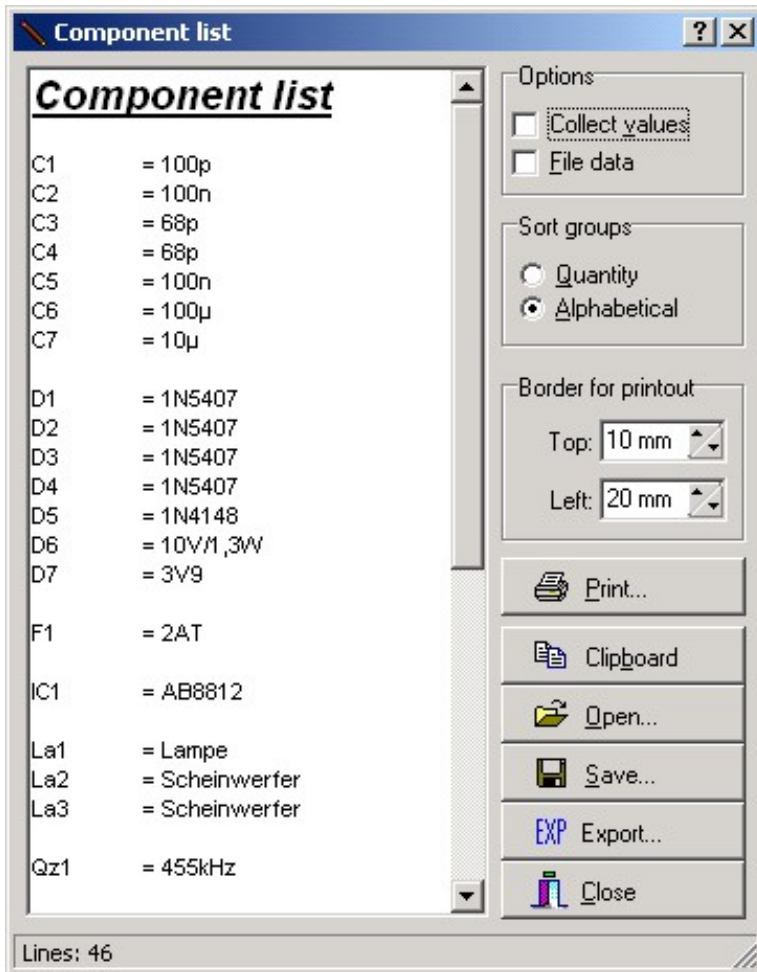 Component list
Component list
C1 = 100p
C2 = 100n
C3 = 68p
C4 = 68p
C5 = 100n
C6 = 100µ
C7 = 10µ
D1 = 1N5407
D2 = 1N5407
D3 = 1N5407
D4 = 1N5407
D5 = 1N4148
D6 = 10V/1,3W
D7 = 3V9
F1 = 2AT
IC1 = AB8812
La1 = Lampe
La2 = Scheinwerfer
La3 = Scheinwerfer
Qz1 = 455kHz
Options
Collect values
File data
Sort groups
Quantity
Alphabetical
Border for printout
Top: 10 mm
Left: 20 mm
Print...
Clipboard
Open...
Save...
EXP Export...
Close
Lines: 46